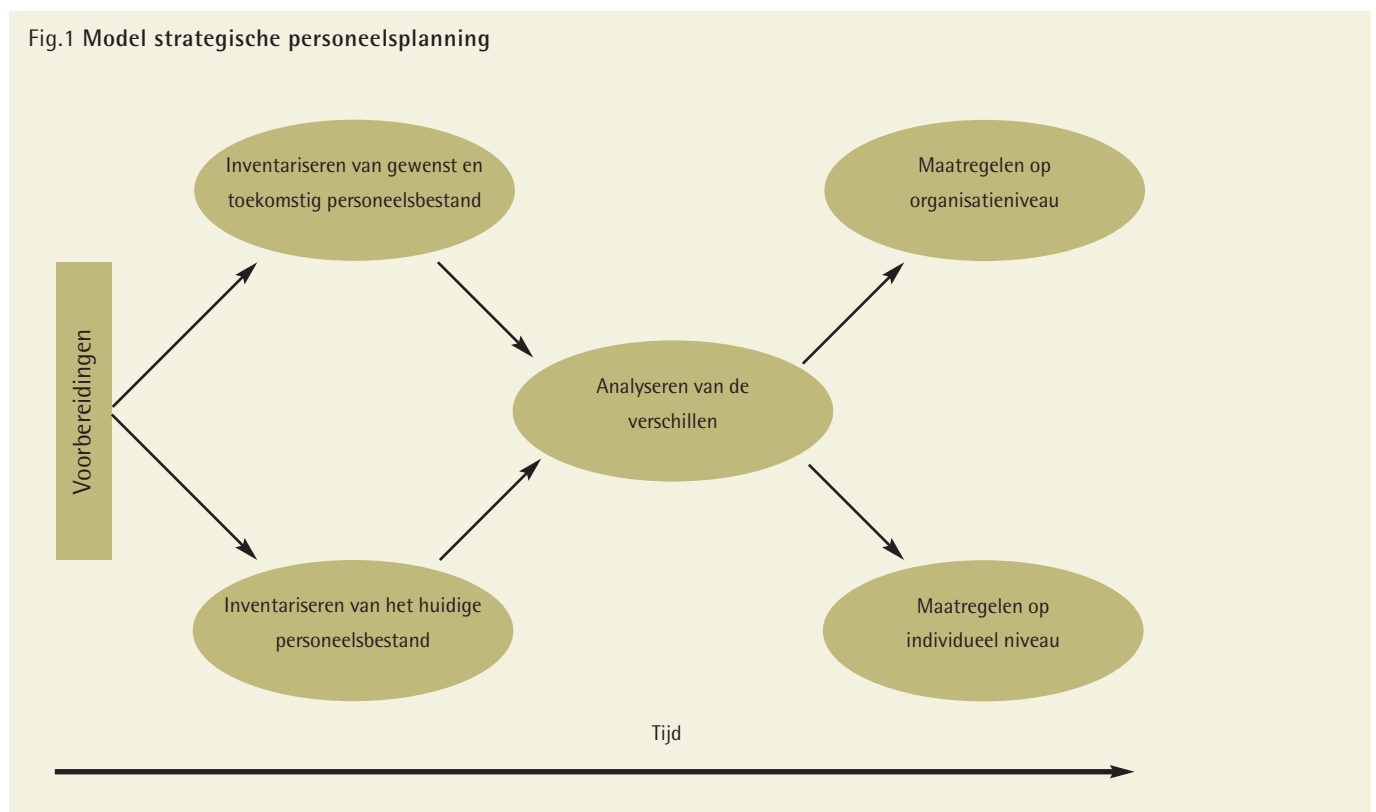 Fig.1 Model strategische personeelsplanning
Inventariseren van gewenst en
toekomstig personeelsbestand
Maatregelen op
organisatieniveau
Voorbereidingen
Analyseren van de
verschillen
Inventariseren van het huidige
personeelsbestand
Maatregelen op
individueel niveau
Tijd